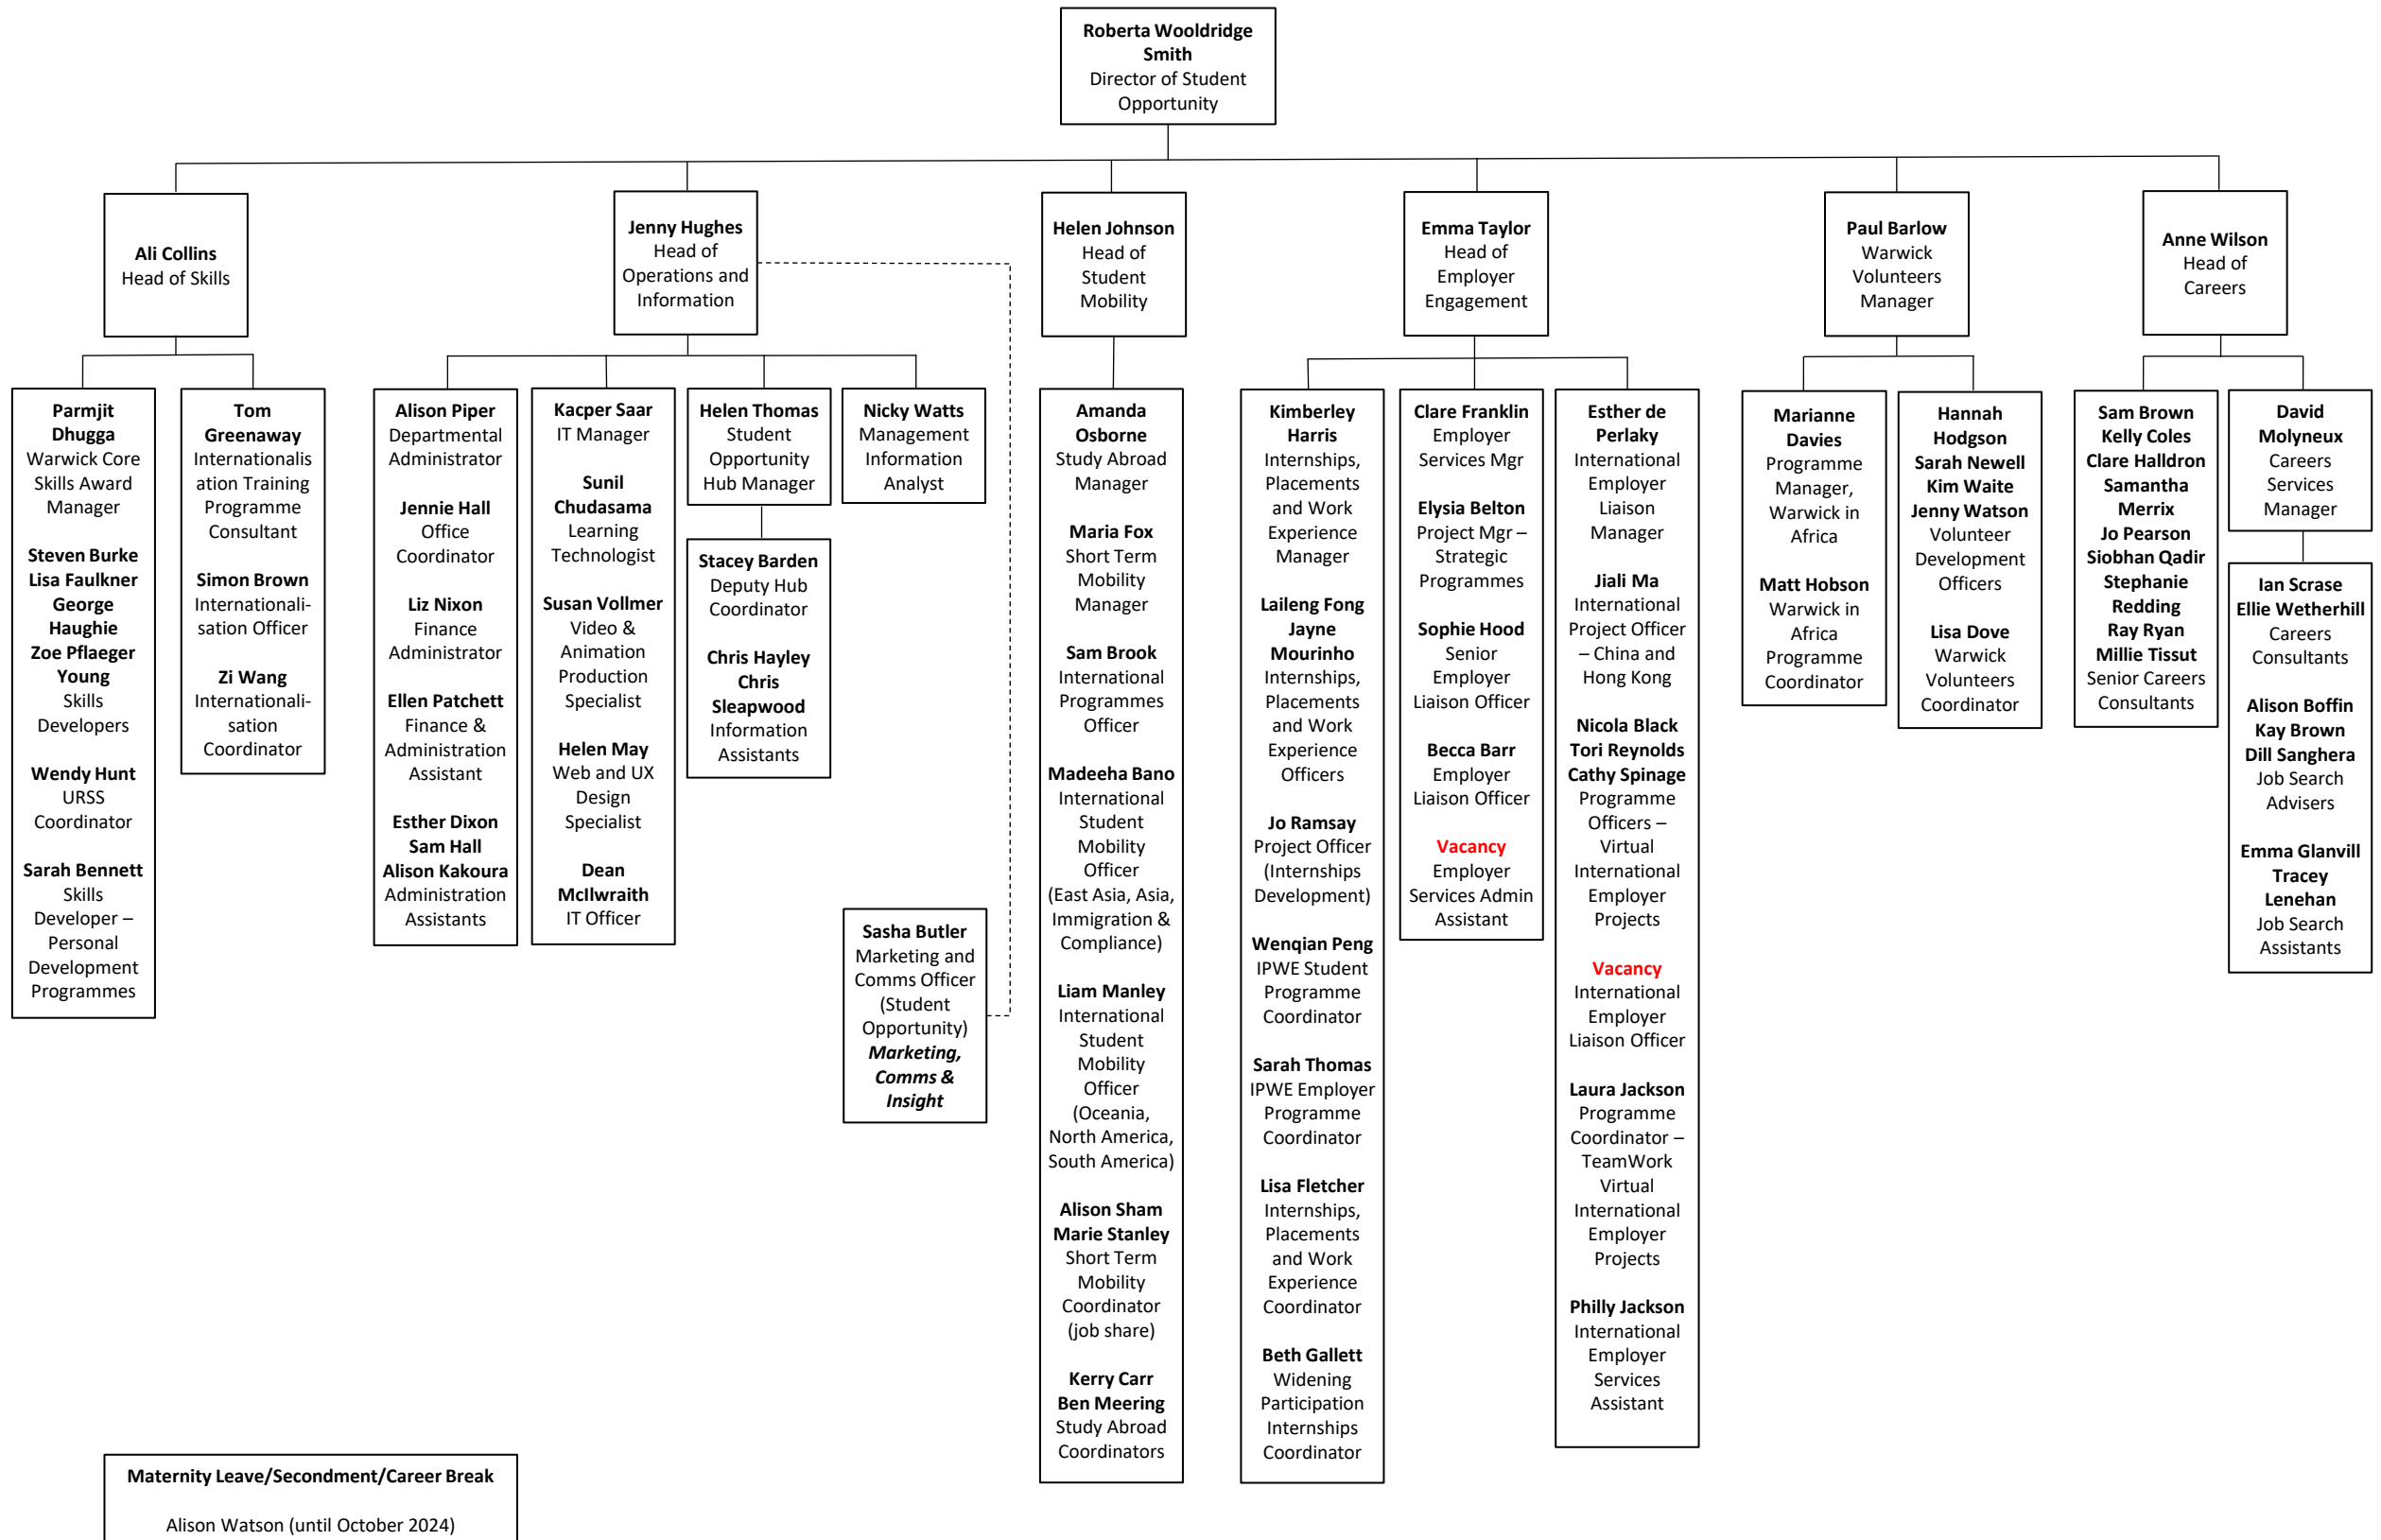 Roberta Wooldridge
Smith
Director of Student
Opportunity
Ali Collins
Head of Skills
Jenny Hughes
Head of
Operations and
Information
Helen Johnson
Head of
Student
Mobility
Emma Taylor
Head of
Employer
Engagement
Paul Barlow
Warwick
Volunteers
Manager
Anne Wilson
Head of
Careers
Parmjit
Dhugga
Warwick Core
Skills Award
Manager
Steven Burke
Lisa Faulkner
George
Haughie
Zoe Pflaeger
Young
Skills
Developers
Wendy Hunt
URSS
Coordinator
Sarah Bennett
Skills
Developer –
Personal
Development
Programmes
Tom
Greenaway
Internationalis
ation Training
Programme
Consultant
Simon Brown
Internationali-
sation Officer
Zi Wang
Internationali-
sation
Coordinator
Alison Piper
Departmental
Administrator
Jennie Hall
Office
Coordinator
Liz Nixon
Finance
Administrator
Ellen Patchett
Finance &
Administration
Assistant
Esther Dixon
Sam Hall
Alison Kakoura
Administration
Assistants
Kacper Saar
IT Manager
Sunil
Chudasama
Learning
Technologist
Susan Vollmer
Video &
Animation
Production
Specialist
Helen May
Web and UX
Design
Specialist
Dean
McIlwraith
IT Officer
Helen Thomas
Student
Opportunity
Hub Manager
Stacey Barden
Deputy Hub
Coordinator
Chris Hayley
Chris
Sleapwood
Information
Assistants
Nicky Watts
Management
Information
Analyst
Sasha Butler
Marketing and
Comms Officer
(Student
Opportunity)
Marketing,
Comms &
Insight
Amanda
Osborne
Study Abroad
Manager
Maria Fox
Short Term
Mobility
Manager
Sam Brook
International
Programmes
Officer
Madeeha Bano
International
Student
Mobility
Officer
(East Asia, Asia,
Immigration &
Compliance)
Liam Manley
International
Student
Mobility
Officer
(Oceania,
North America,
South America)
Alison Sham
Marie Stanley
Short Term
Mobility
Coordinator
(job share)
Kerry Carr
Ben Meering
Study Abroad
Coordinators
Kimberley
Harris
Internships,
Placements
and Work
Experience
Manager
Laileng Fong
Jayne
Mourinho
Internships,
Placements
and Work
Experience
Officers
Jo Ramsay
Project Officer
(Internships
Development)
Wenqian Peng
IPWE Student
Programme
Coordinator
Sarah Thomas
IPWE Employer
Programme
Coordinator
Lisa Fletcher
Internships,
Placements
and Work
Experience
Coordinator
Beth Gallett
Widening
Participation
Internships
Coordinator
Clare Franklin
Employer
Services Mgr
Elysia Belton
Project Mgr –
Strategic
Programmes
Sophie Hood
Senior
Employer
Liaison Officer
Becca Barr
Employer
Liaison Officer
Vacancy
Employer
Services Admin
Assistant
Esther de
Perlaky
International
Employer
Liaison
Manager
Jiali Ma
International
Project Officer
– China and
Hong Kong
Nicola Black
Tori Reynolds
Cathy Spinage
Programme
Officers –
Virtual
International
Employer
Projects
Vacancy
International
Employer
Liaison Officer
Laura Jackson
Programme
Coordinator –
TeamWork
Virtual
International
Employer
Projects
Philly Jackson
International
Employer
Services
Assistant
Marianne
Davies
Programme
Manager,
Warwick in
Africa
Matt Hobson
Warwick in
Africa
Programme
Coordinator
Hannah
Hodgson
Sarah Newell
Kim Waite
Jenny Watson
Volunteer
Development
Officers
Lisa Dove
Warwick
Volunteers
Coordinator
Sam Brown
Kelly Coles
Clare Halldron
Samantha
Merrix
Jo Pearson
Siobhan Qadir
Stephanie
Redding
Ray Ryan
Millie Tissut
Senior Careers
Consultants
David
Molyneux
Careers
Services
Manager
Ian Scrase
Ellie Wetherhill
Careers
Consultants
Alison Boffin
Kay Brown
Dill Sanghera
Job Search
Advisers
Emma Glanvill
Tracey
Lenehan
Job Search
Assistants
Maternity Leave/Secondment/Career Break
Alison Watson (until October 2024)